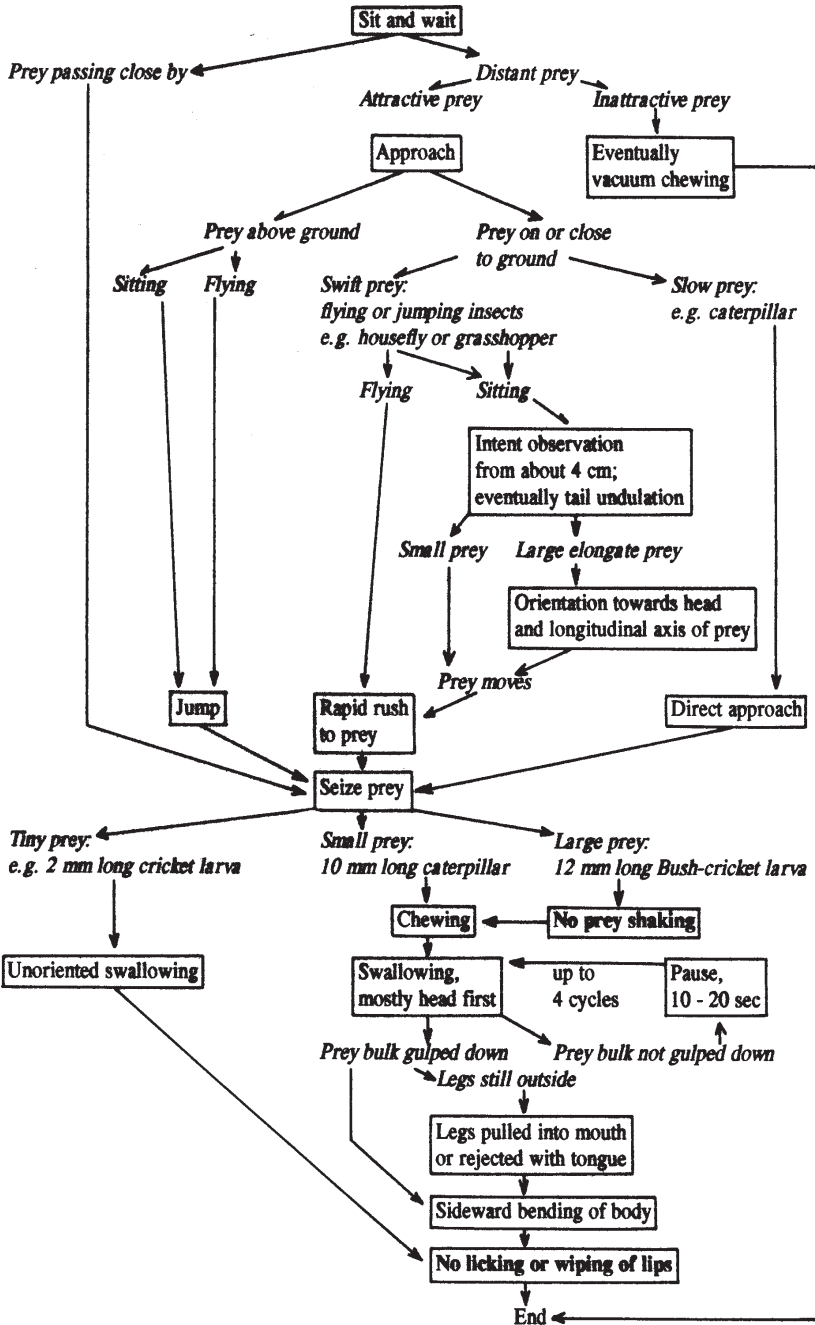 Sit and wait
Prey passing close by
Distant prey
Attractive prey
Inattractive prey
Approach
Eventually
vacuum chewing
Prey above ground
Prey on or close
to ground
Sitting
Flying
Swift prey:
flying or jumping insects
e.g. housefly or grasshopper
Slow prey:
e.g. caterpillar
Flying
Sitting
Intent observation
from about 4 cm;
eventually tail undulation
Small prey
Large elongate prey
Orientation towards head
and longitudinal axis of prey
Prey moves
Jump
Rapid rush
to prey
Direct approach
Seize prey
Tiny prey:
e.g. 2 mm long cricket larva
Small prey:
10 mm long caterpillar
Large prey:
12 mm long Bush-cricket larva
Chewing
No prey shaking
Unoriented swallowing
Swallowing,
mostly head first
up to
4 cycles
Pause,
10 - 20 sec
Prey bulk gulped down
Prey bulk not gulped down
Legs still outside
Legs pulled into mouth
or rejected with tongue
Sideward bending of body
No licking or wiping of lips
End